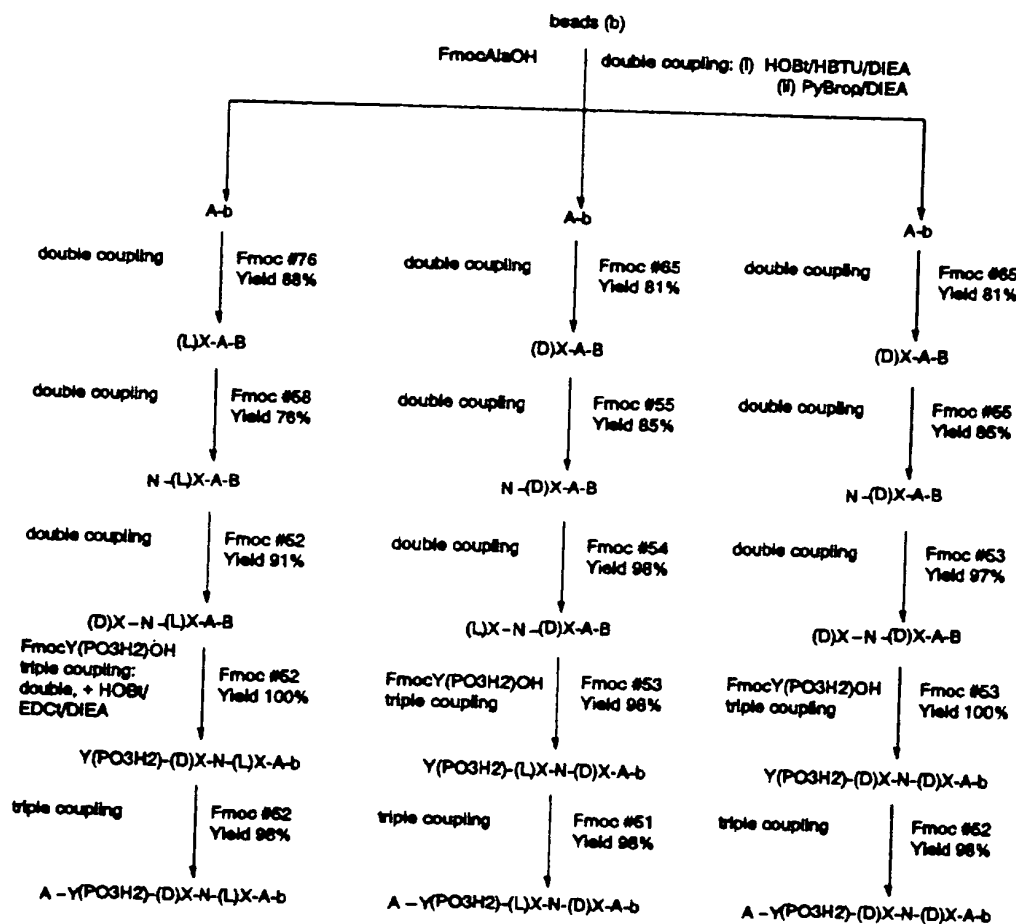 beads (b)
FmocAlaOH
double coupling: (i) HOBt/HBTU/DIEA
(ii) PyBrop/DIEA
A-b
A-b
A-b
double coupling
Fmoc #76
Yield 88%
double coupling
Fmoc #65
Yield 81%
double coupling
Fmoc #65
Yield 81%
(L)X-A-B
(D)X-A-B
(D)X-A-B
double coupling
Fmoc #58
Yield 76%
double coupling
Fmoc #55
Yield 85%
double coupling
Fmoc #55
Yield 85%
N-(L)X-A-B
N-(D)X-A-B
N-(D)X-A-B
double coupling
Fmoc #52
Yield 91%
double coupling
Fmoc #54
Yield 98%
double coupling
Fmoc #53
Yield 97%
(D)X-N-(L)X-A-B
(L)X-N-(D)X-A-B
(D)X-N-(D)X-A-B
FmocY(PO3H2)OH
triple coupling:
double, + HOBt/
EDCI/DIEA
Fmoc #52
Yield 100%
FmocY(PO3H2)OH
triple coupling
Fmoc #53
Yield 98%
FmocY(PO3H2)OH
triple coupling
Fmoc #53
Yield 100%
Y(PO3H2)-(D)X-N-(L)X-A-b
Y(PO3H2)-(L)X-N-(D)X-A-b
Y(PO3H2)-(D)X-N-(D)X-A-b
triple coupling
Fmoc #52
Yield 98%
triple coupling
Fmoc #51
Yield 98%
triple coupling
Fmoc #52
Yield 98%
A-Y(PO3H2)-(D)X-N-(L)X-A-b
A-Y(PO3H2)-(L)X-N-(D)X-A-b
A-Y(PO3H2)-(D)X-N-(D)X-A-b